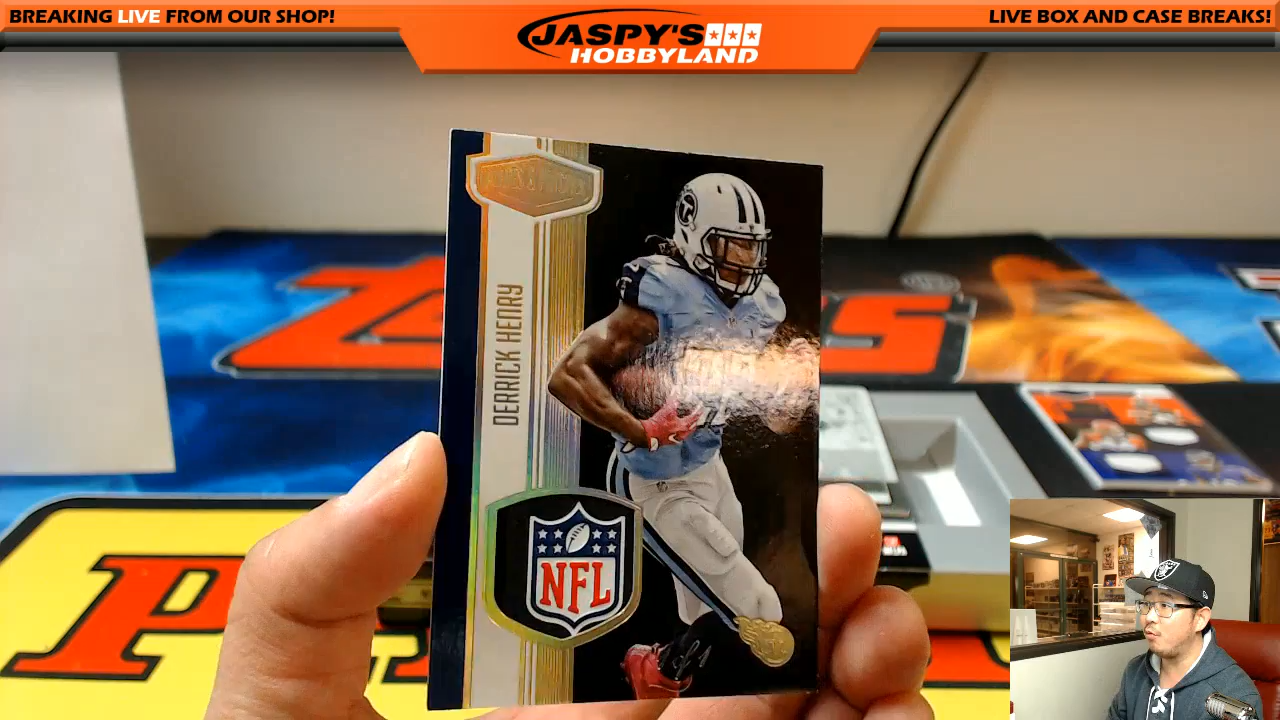 BREAKING LIVE FROM OUR SHOP!
JASPY'S
HOBBYLAND
LIVE BOX AND CASE BREAKS!
DERRICK HENRY
NFL